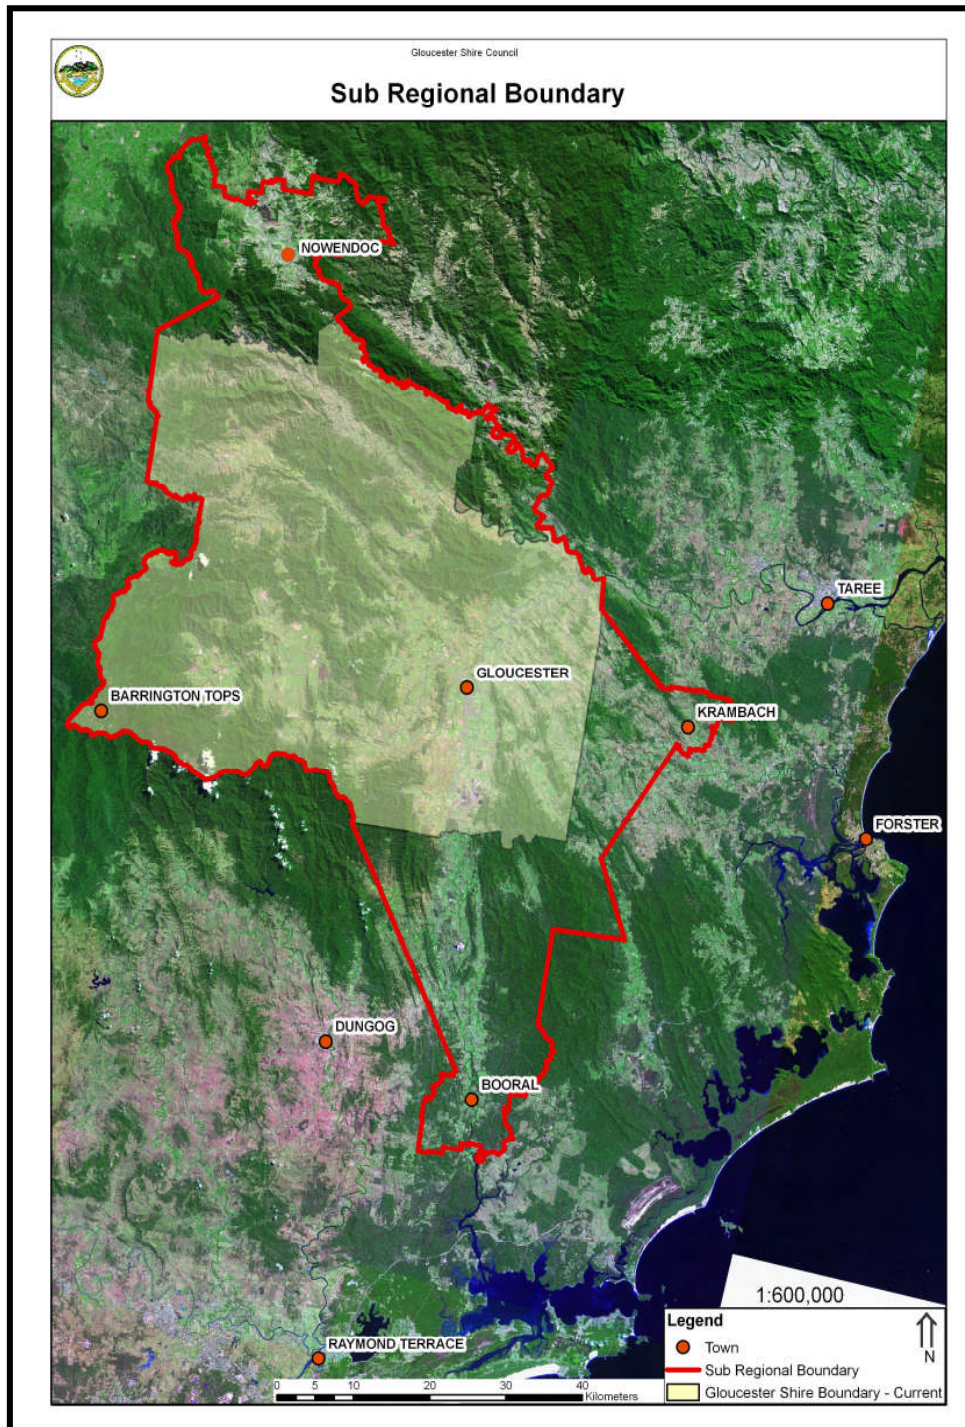 Gloucester Shire Council
Sub Regional Boundary
NOWENDOC
TAREE
GLOUCESTER
BARRINGTON TOPS
KRAMBACH
FORSTER
DUNGOG
BOORAL
RAYMOND TERRACE
1:600,000
Legend
Town
Sub Regional Boundary
Gloucester Shire Boundary - Current
N
0 5 10 20 30 40
Kilometers